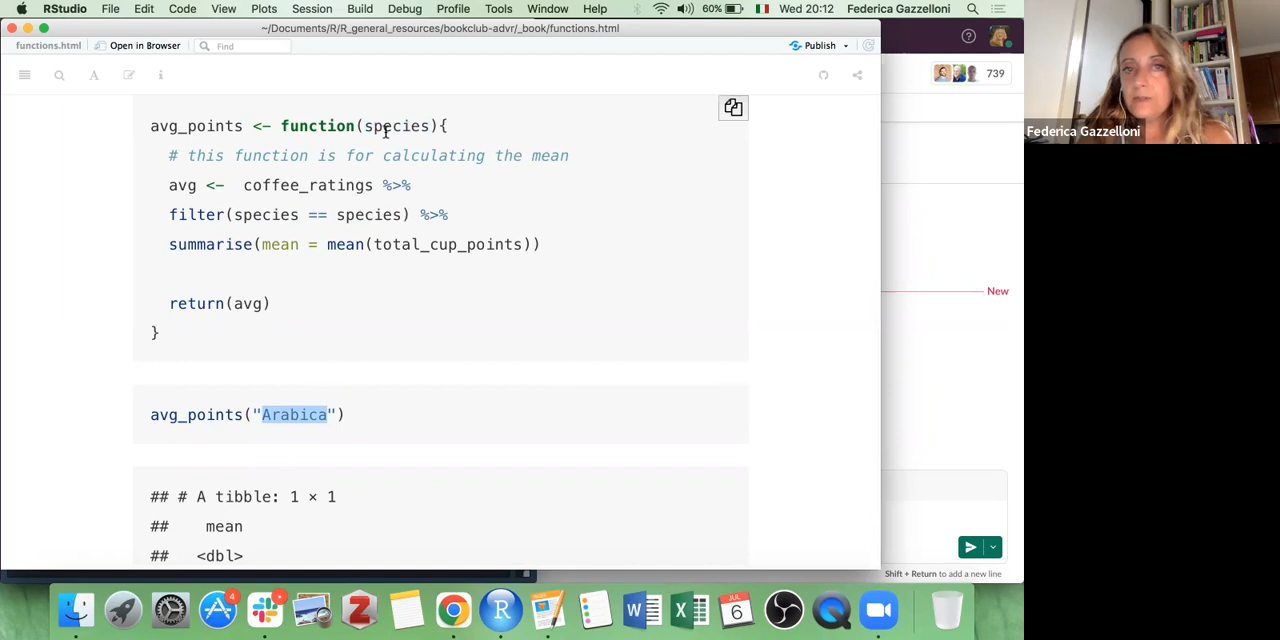 RStudio File Edit Code View Plots Session Build Debug Profile Tools Window Help 60% Wed 20:12 Federica Gazzelloni
~/Documents/R/R_general_resources/bookclub-advr/_book/functions.html
functions.html Open in Browser Find Publish
739
Federica Gazzelloni
avg_points <- function(species){
# this function is for calculating the mean
avg <- coffee_ratings %>%
filter(species == species) %>%
summarise(mean = mean(total_cup_points))
New
return(avg)
}
avg_points("Arabica")
## # A tibble: 1 × 1
## mean
## <dbl>
Shift + Return to add a new line
4
JUL
6